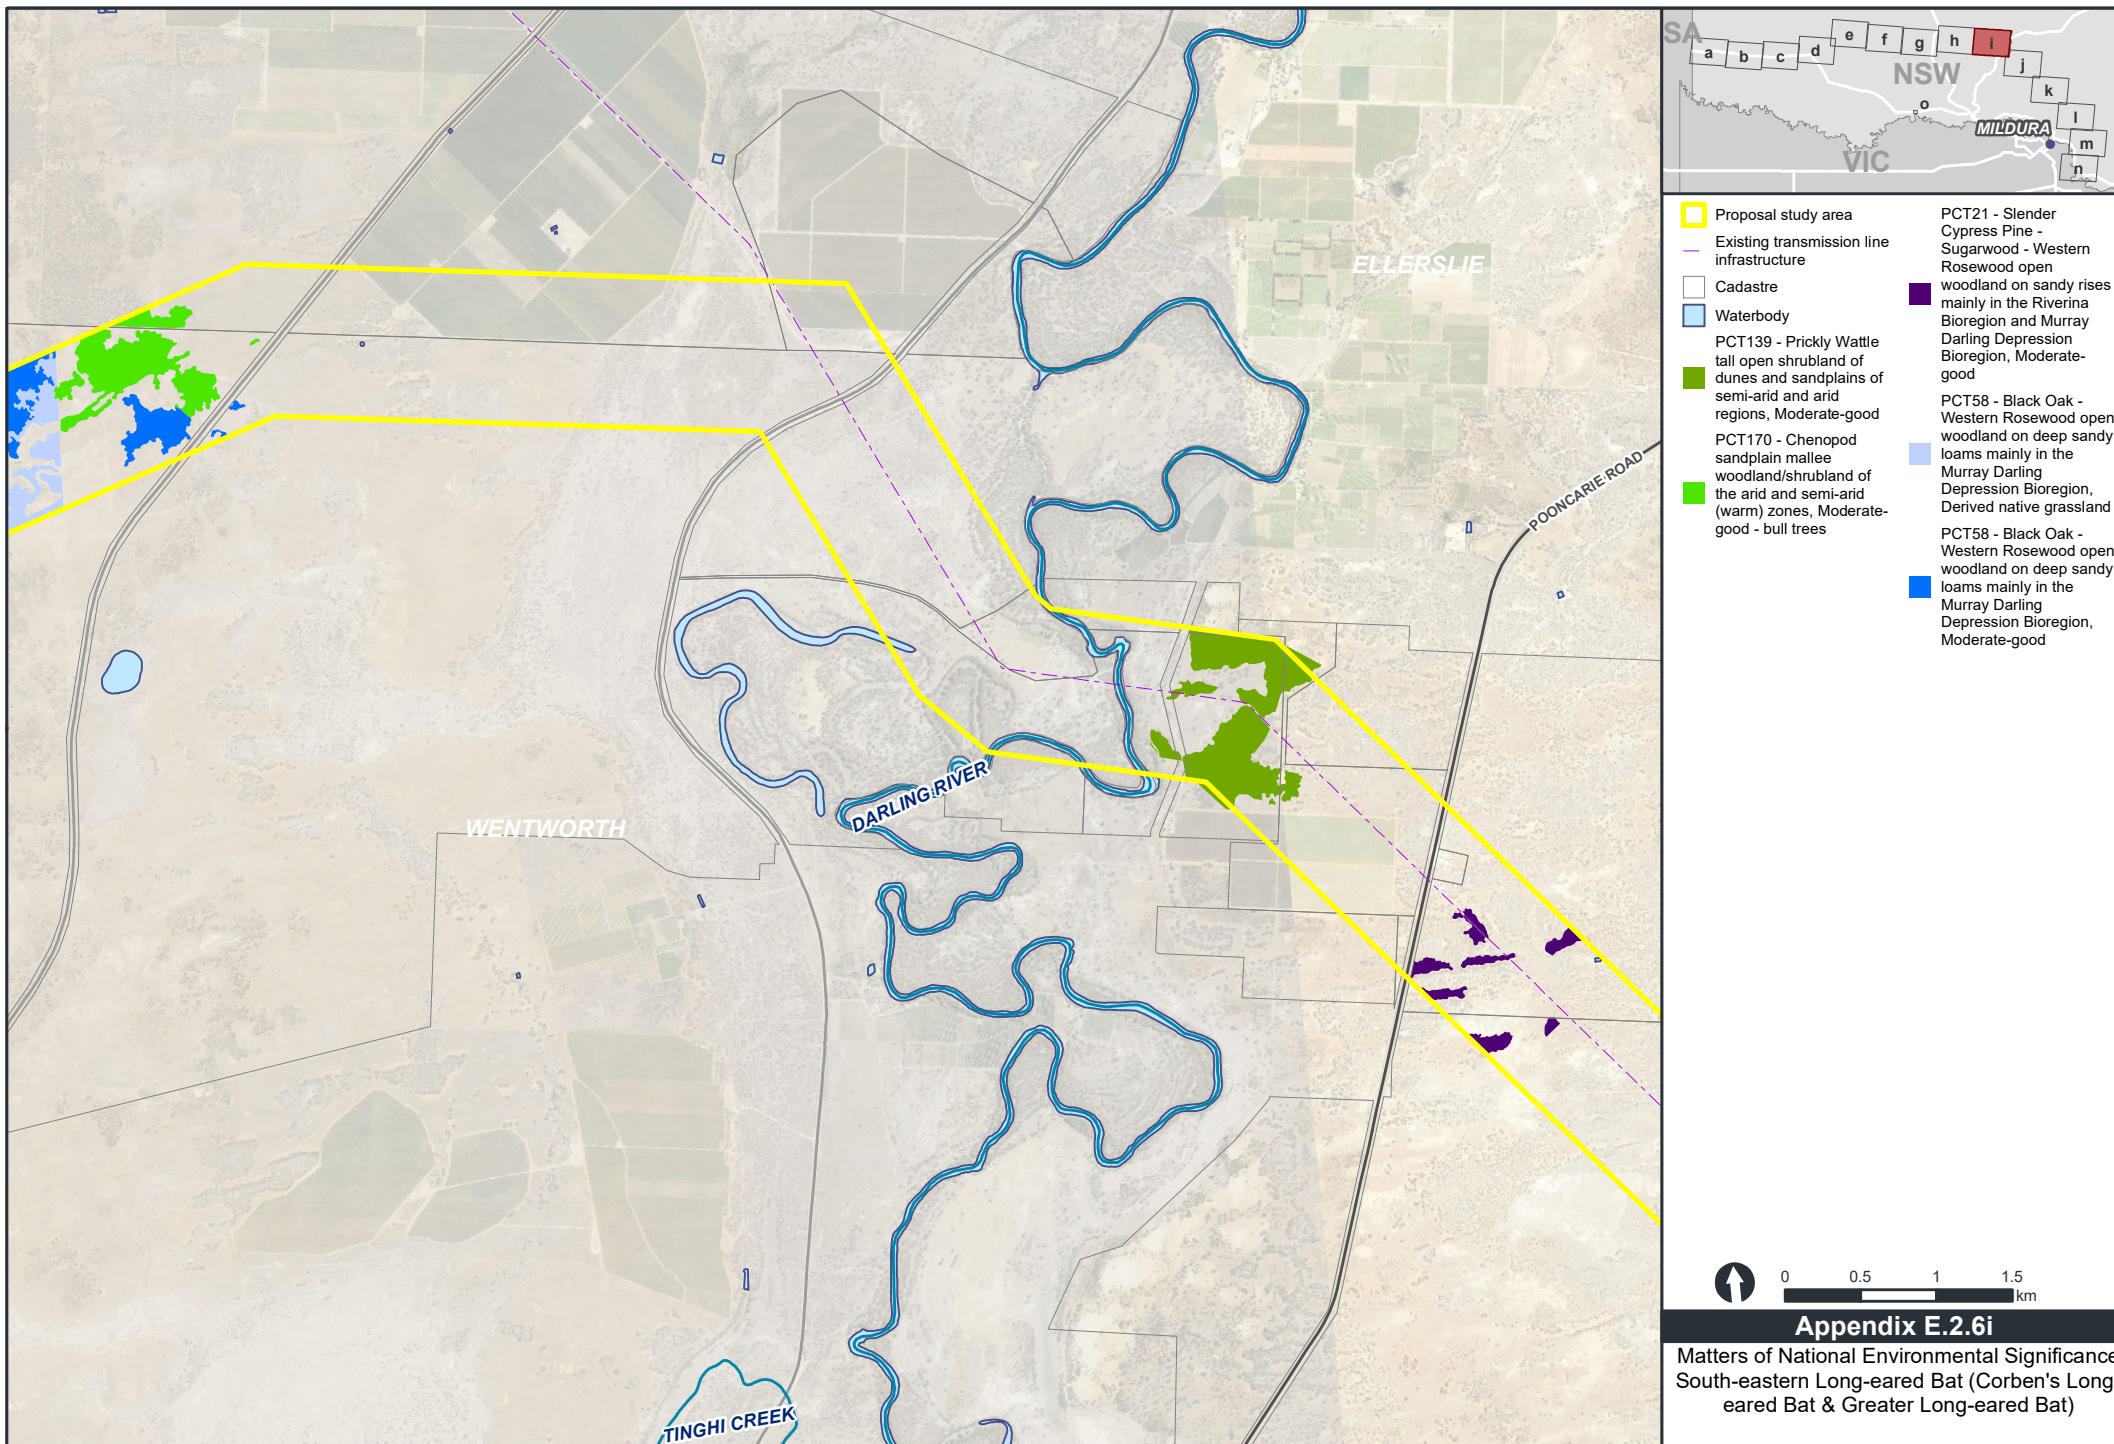 SA
a
b
c
d
e
f
g
h
i
j
k
l
m
n
o
NSW
MILDURA
VIC
Proposal study area
Existing transmission line
infrastructure
Cadastre
Waterbody
PCT139 - Prickly Wattle
tall open shrubland of
dunes and sandplains of
semi-arid and arid
regions, Moderate-good
PCT170 - Chenopod
sandplain mallee
woodland/shrubland of
the arid and semi-arid
(warm) zones, Moderate-
good - bull trees
PCT21 - Slender
Cypress Pine -
Sugarwood - Western
Rosewood open
woodland on sandy rises
mainly in the Riverina
Bioregion and Murray
Darling Depression
Bioregion, Moderate-
good
PCT58 - Black Oak -
Western Rosewood open
woodland on deep sandy
loams mainly in the
Murray Darling
Depression Bioregion,
Derived native grassland
PCT58 - Black Oak -
Western Rosewood open
woodland on deep sandy
loams mainly in the
Murray Darling
Depression Bioregion,
Moderate-good
ELLERSLIE
POONCARIE ROAD
DARLING RIVER
WENTWORTH
TINGHI CREEK
0 0.5 1 1.5
km
Appendix E.2.6i
Matters of National Environmental Significance
South-eastern Long-eared Bat (Corben's Long
eared Bat & Greater Long-eared Bat)